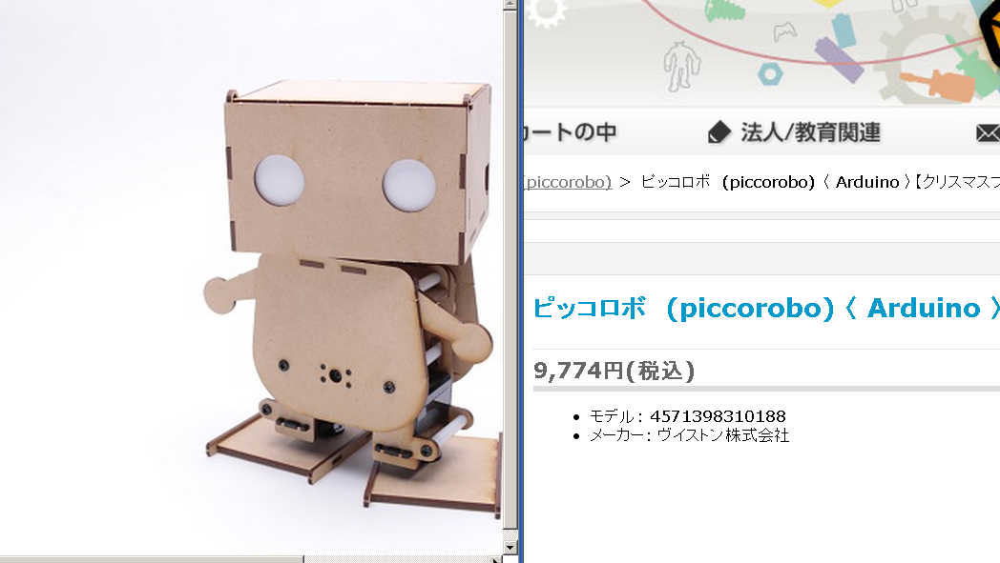 カートの中
法人/教育関連
(piccorobo) > ピッコロボ (piccorobo) 〈 Arduino 〉【クリスマスプ
ピッコロボ (piccorobo) 〈 Arduino 〉
9,774円(税込)
モデル : 4571398310188
メーカー : ヴイストン株式会社